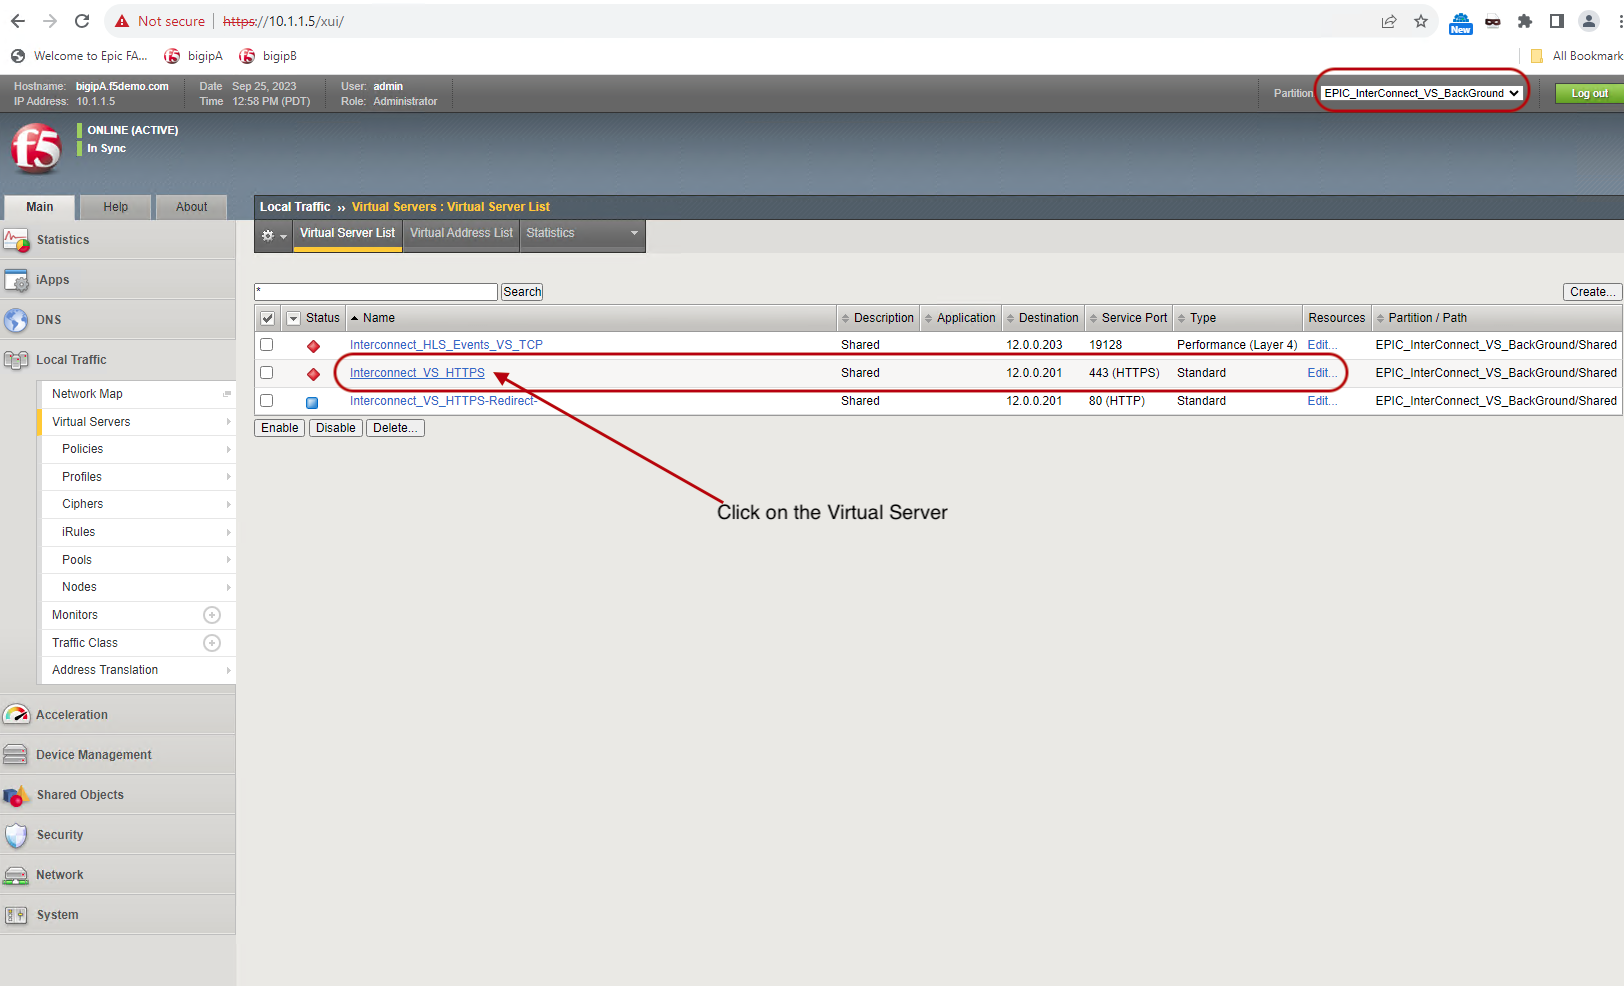 Not secure https://10.1.1.5/xui/
New
Welcome to Epic FA... bigipA bigipB
Hostname: bigipA.f5demo.com Date Sep 25, 2023 User: admin
IP Address: 10.1.1.5 Time 12:58 PM (PDT) Role: Administrator
Partition EPIC_InterConnect_VS_BackGround Log out
f5
ONLINE (ACTIVE)
In Sync
Main Help About
Local Traffic ›› Virtual Servers : Virtual Server List
Virtual Server List Virtual Address List Statistics
Statistics
iApps
DNS
Local Traffic
Network Map
Virtual Servers
Policies
Profiles
Ciphers
iRules
Pools
Nodes
Monitors
Traffic Class
Address Translation
Acceleration
Device Management
Shared Objects
Security
Network
System
* Search Create...
Status Name Description Application Destination Service Port Type Resources Partition / Path
Interconnect_HLS_Events_VS_TCP Shared 12.0.0.203 19128 Performance (Layer 4) Edit... EPIC_InterConnect_VS_BackGround/Shared
Interconnect_VS_HTTPS Shared 12.0.0.201 443 (HTTPS) Standard Edit... EPIC_InterConnect_VS_BackGround/Shared
Interconnect_VS_HTTPS-Redirect- Shared 12.0.0.201 80 (HTTP) Standard Edit... EPIC_InterConnect_VS_BackGround/Shared
Enable Disable Delete...
Click on the Virtual Server